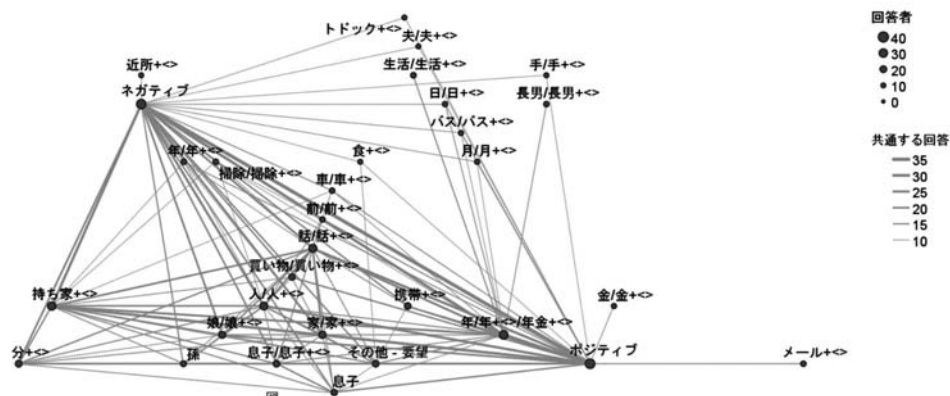 トドック+<>
夫/夫+<>
近所+<>
生活/生活+<>
手/手+<>
ネガティブ
日/日+<>
長男/長男+<>
バス/バス+<>
年/年+<>
食+<>
月/月+<>
掃除/掃除+<>
車/車+<>
前/前+<>
話/話+<>
買い物/買い物+<>
持ち家+<>
人/人+<>
携帯+<>
金/金+<>
娘/娘+<>
家/家+<>
年/年+<>/年金+<>
分+<>
孫
息子/息子+<>
その他 - 要望
ポジティブ
メール+<>
息子
回答者
40
30
20
10
0
共通する回答
35
30
25
20
15
10